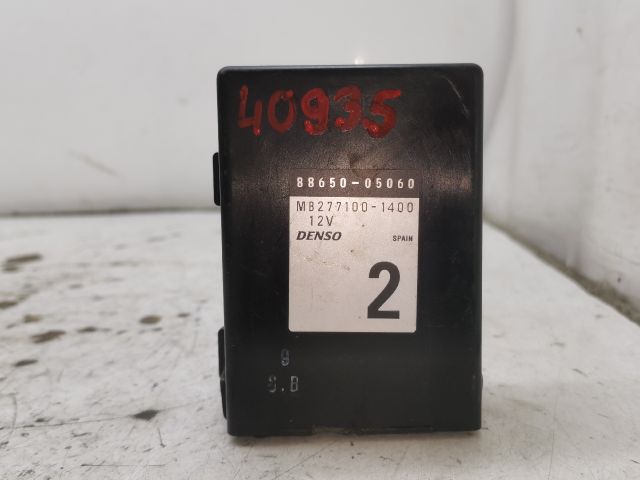 40935
88650-05060
MB277100-1400
12V
DENSO SPAIN
2
9
S.B